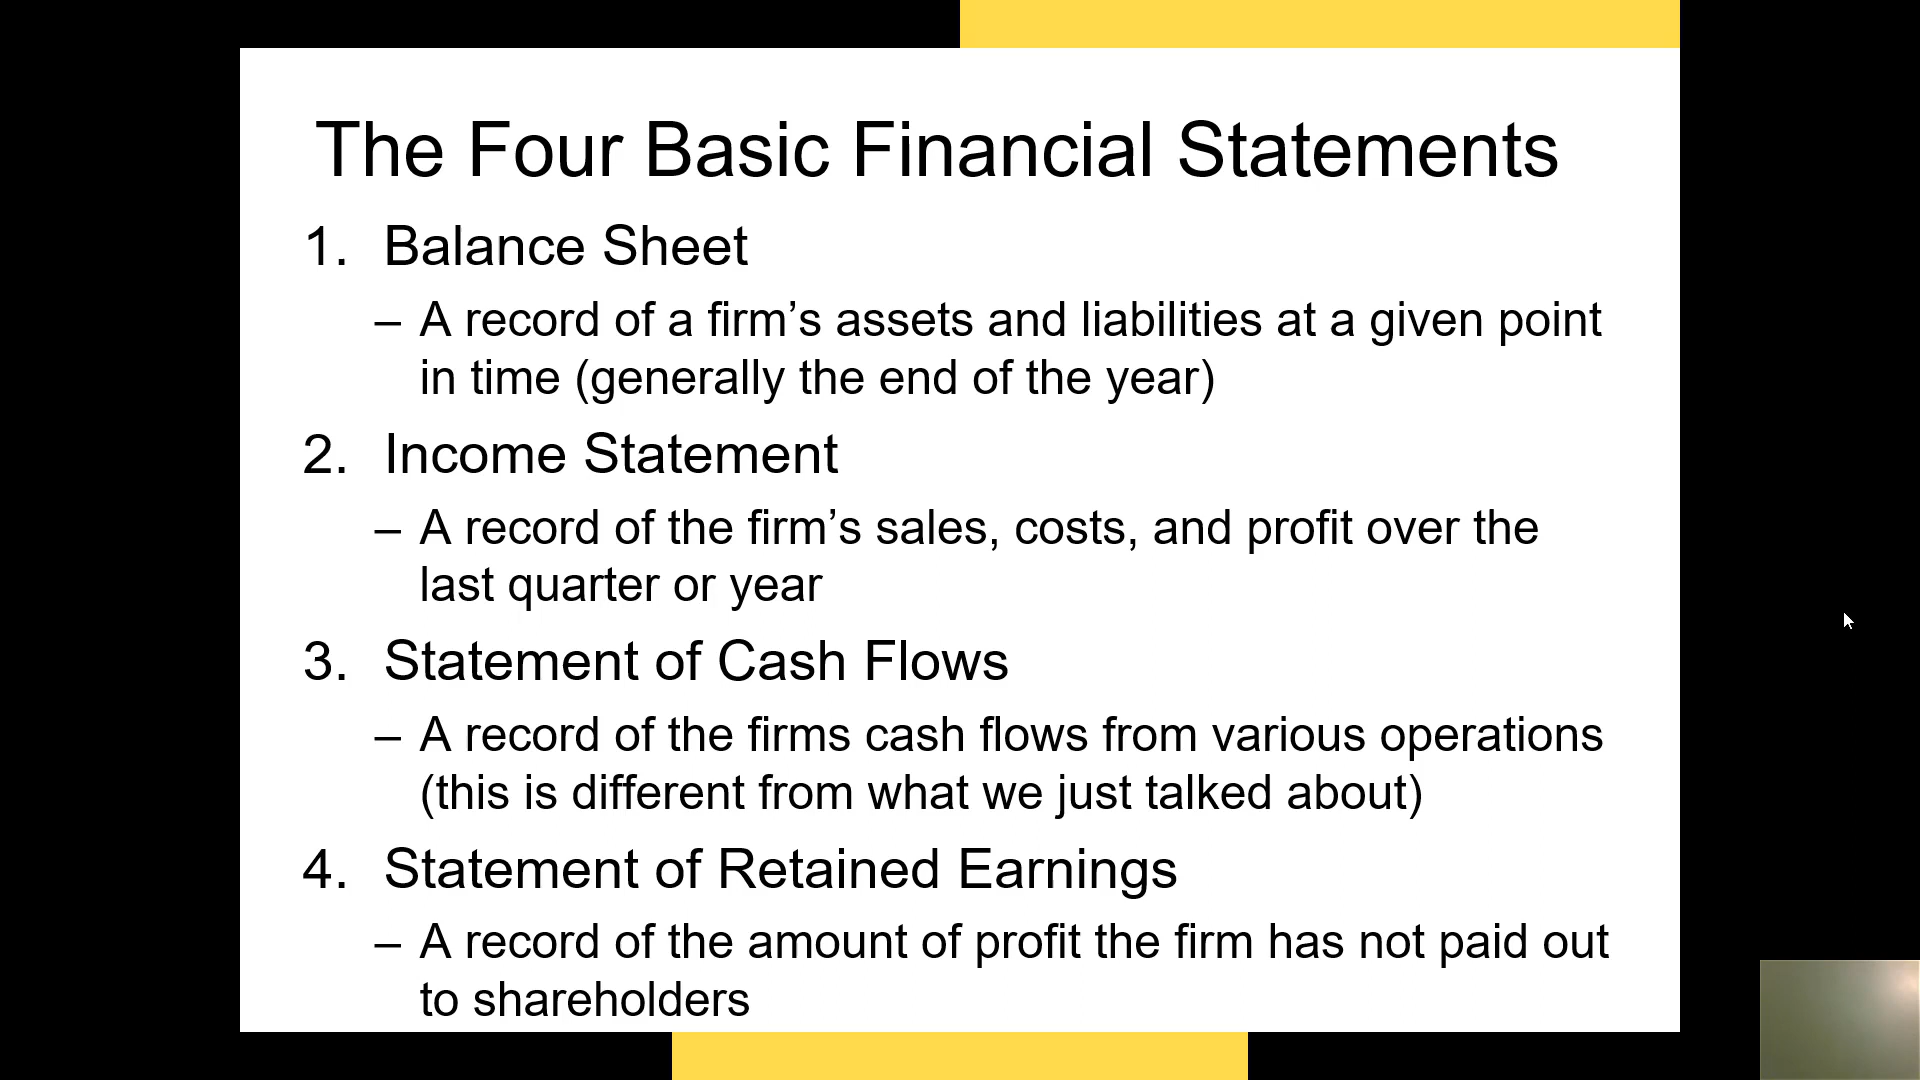 The Four Basic Financial Statements
1. Balance Sheet
– A record of a firm’s assets and liabilities at a given point
in time (generally the end of the year)
2. Income Statement
– A record of the firm’s sales, costs, and profit over the
last quarter or year
3. Statement of Cash Flows
– A record of the firms cash flows from various operations
(this is different from what we just talked about)
4. Statement of Retained Earnings
– A record of the amount of profit the firm has not paid out
to shareholders